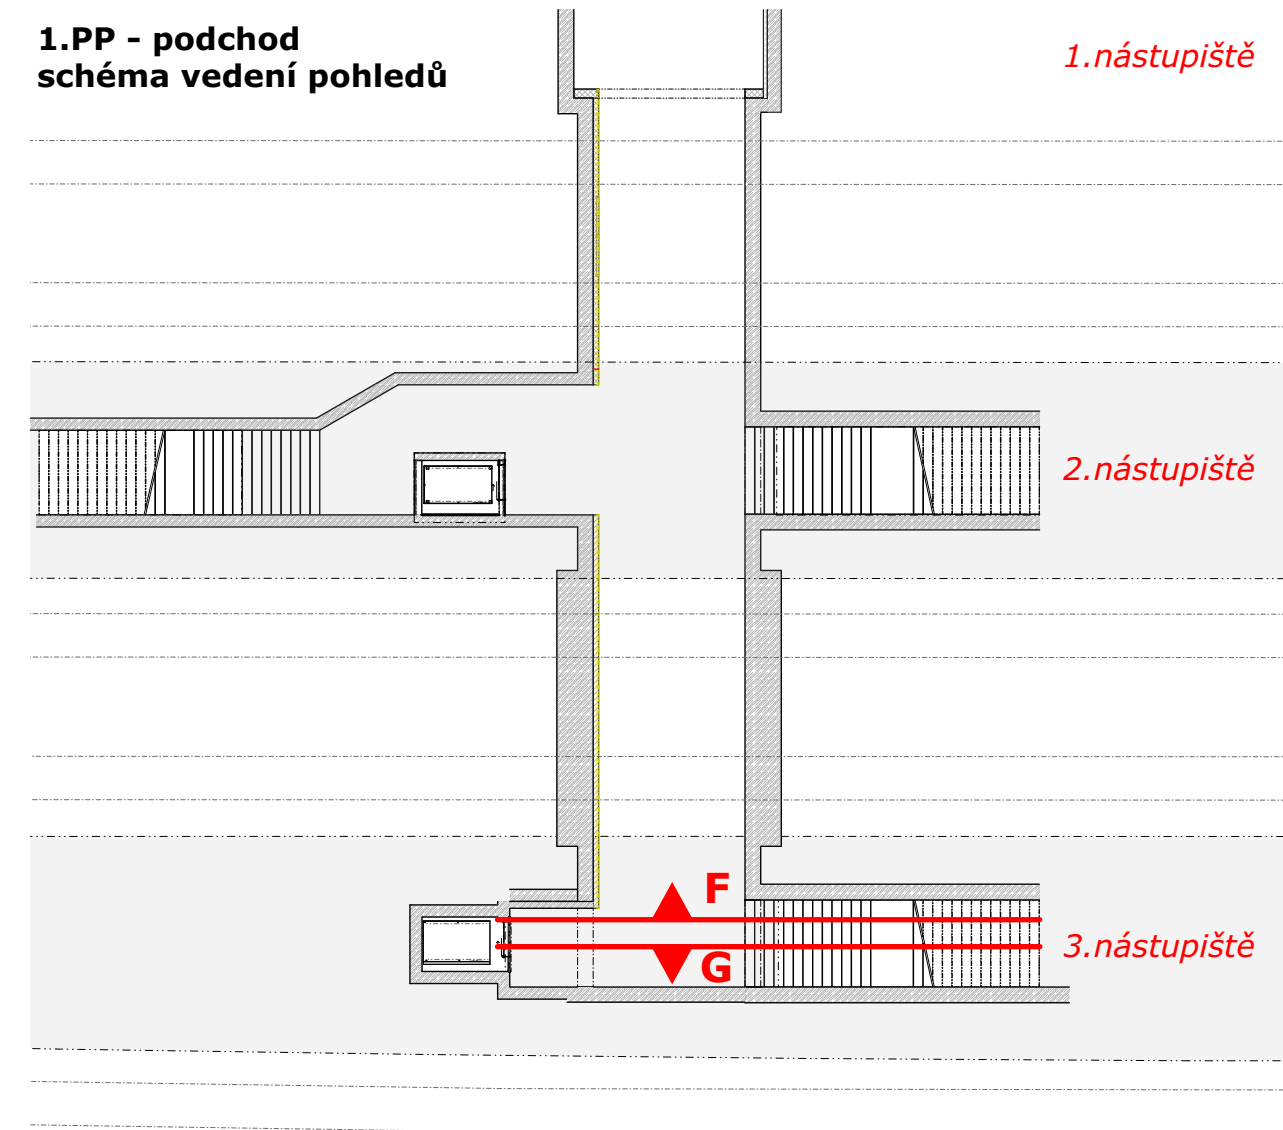 1.PP - podchod
schéma vedení pohledů
1.nástupiště
2.nástupiště
F
G
3.nástupiště